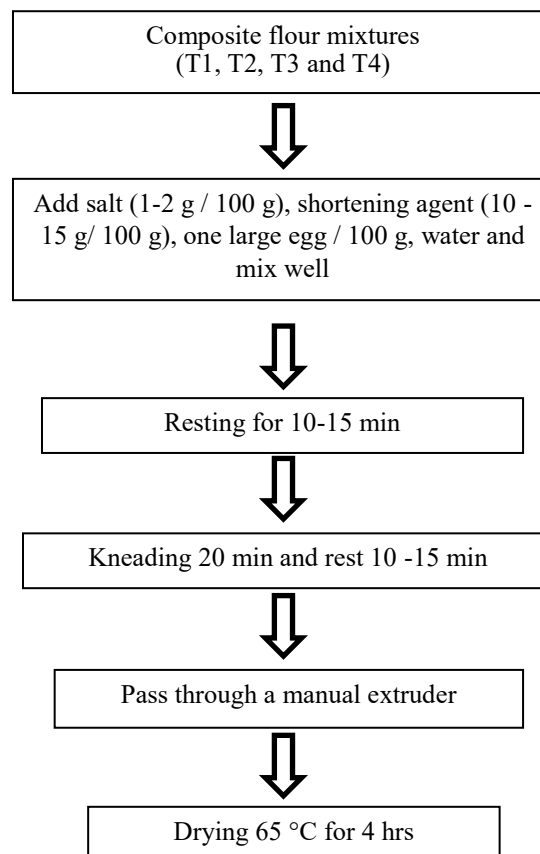 Composite flour mixtures
(T1, T2, T3 and T4)
Add salt (1-2 g / 100 g), shortening agent (10 -
15 g/ 100 g), one large egg / 100 g, water and
mix well
Resting for 10-15 min
Kneading 20 min and rest 10 -15 min
Pass through a manual extruder
Drying 65 °C for 4 hrs